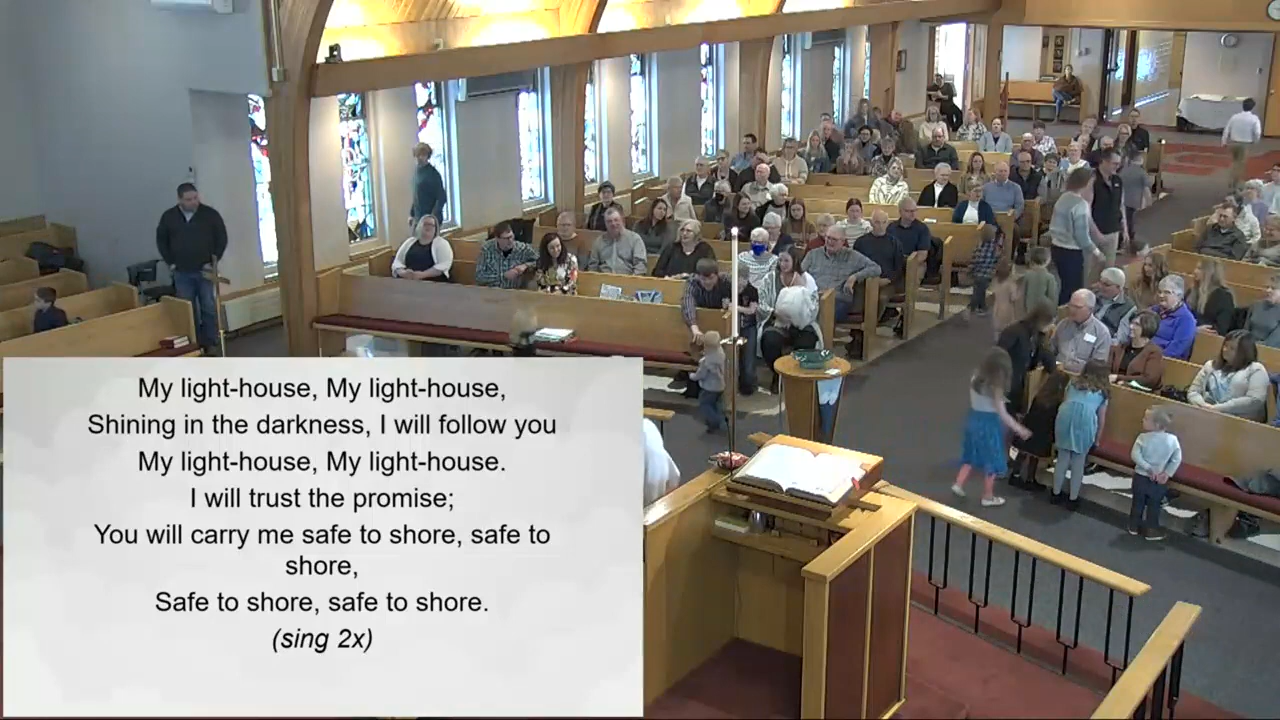 My light-house, My light-house,
Shining in the darkness, I will follow you
My light-house, My light-house.
I will trust the promise;
You will carry me safe to shore, safe to
shore,
Safe to shore, safe to shore.
(sing 2x)